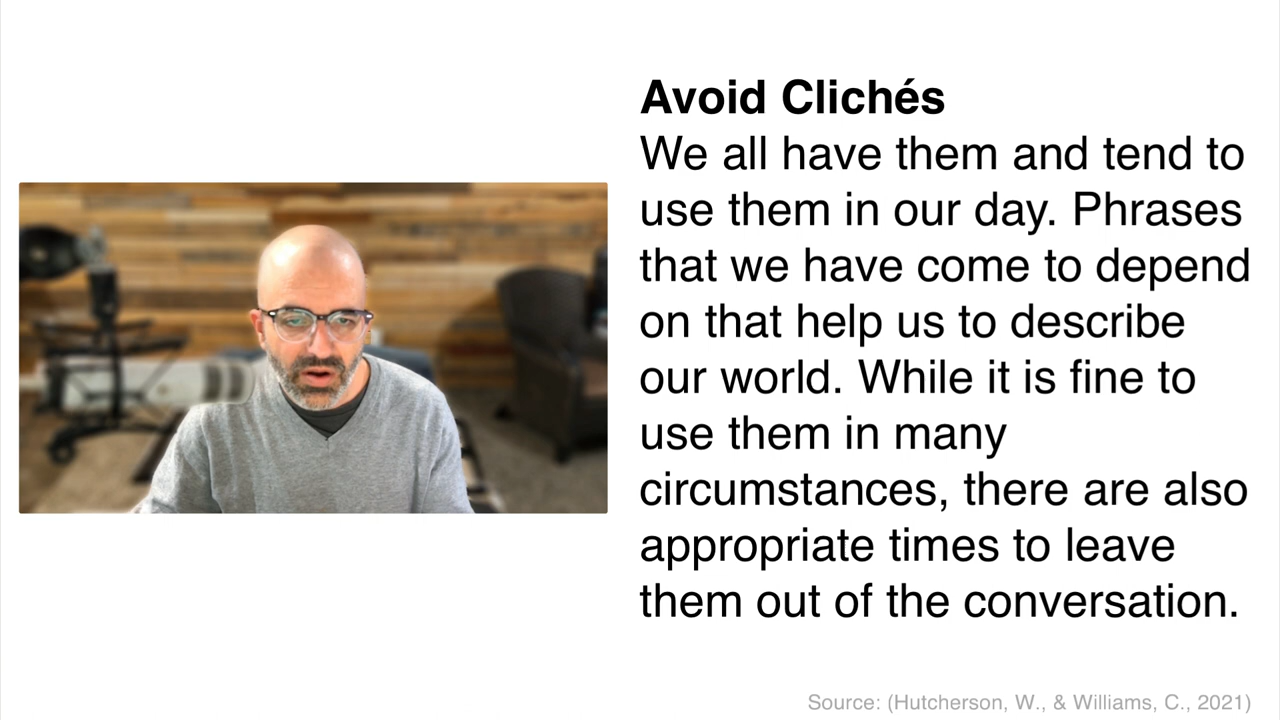 Avoid Clichés
We all have them and tend to
use them in our day. Phrases
that we have come to depend
on that help us to describe
our world. While it is fine to
use them in many
circumstances, there are also
appropriate times to leave
them out of the conversation.
Source: (Hutcherson, W., & Williams, C., 2021)